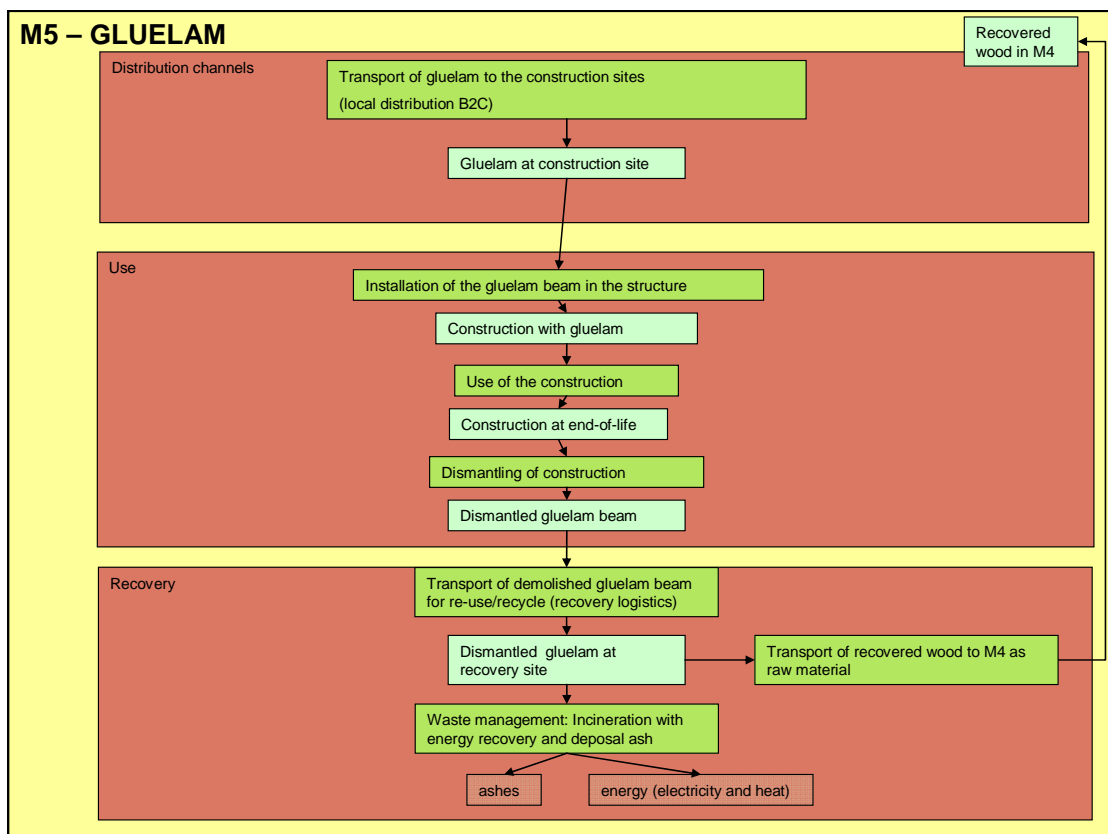 M5 – GLUELAM
Recovered
wood in M4
Distribution channels
Transport of gluelam to the construction sites
(local distribution B2C)
Gluelam at construction site
Use
Installation of the gluelam beam in the structure
Construction with gluelam
Use of the construction
Construction at end-of-life
Dismantling of construction
Dismantled gluelam beam
Recovery
Transport of demolished gluelam beam
for re-use/recycle (recovery logistics)
Dismantled gluelam at
recovery site
Transport of recovered wood to M4 as
raw material
Waste management: Incineration with
energy recovery and deposal ash
ashes
energy (electricity and heat)